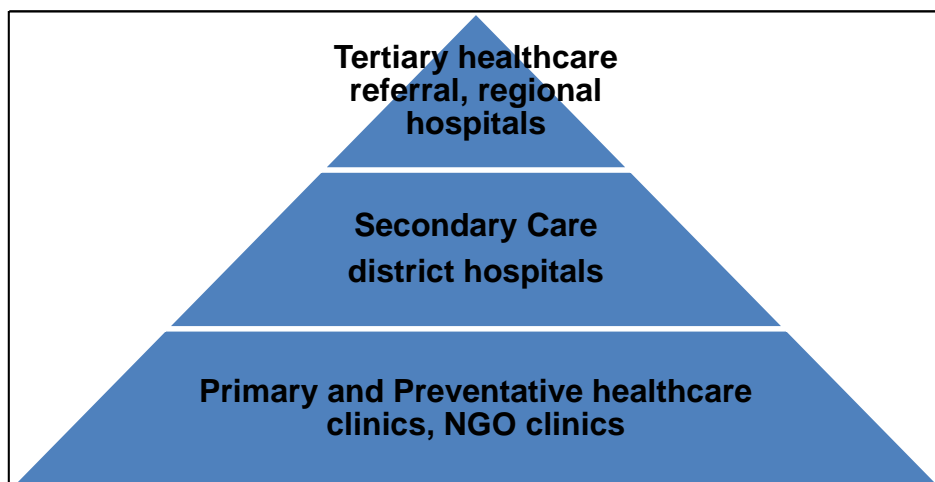 Tertiary healthcare
referral, regional
hospitals
Secondary Care
district hospitals
Primary and Preventative healthcare
clinics, NGO clinics